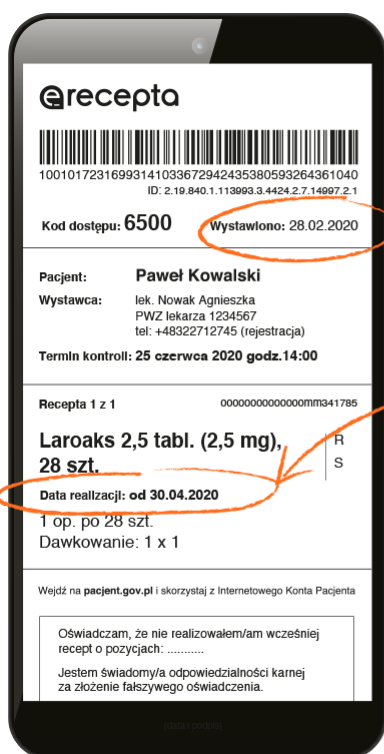 erecepta
10010172316993141033672942435380593264361040
ID: 2.19.840.1.113993.3.4424.2.7.14997.2.1
Kod dostępu: 6500 Wystawiono: 28.02.2020
Pacjent: Paweł Kowalski
Wystawca: lek. Nowak Agnieszka
PWZ lekarza 1234567
tel: +48322712745 (rejestracja)
Termin kontroli: 25 czerwca 2020 godz.14:00
Recepta 1 z 1 00000000000000mm341785
Laroaks 2,5 tabl. (2,5 mg), R
28 szt. S
Data realizacji: od 30.04.2020
1 op. po 28 szt.
Dawkowanie: 1 x 1
Wejdź na pacjent.gov.pl i skorzystaj z Internetowego Konta Pacjenta
Oświadczam, że nie realizowałem/am wcześniej
recept o pozycjach: ...........
Jestem świadomy/a odpowiedzialności karnej
za złożenie fałszywego oświadczenia.
(data i podpis)